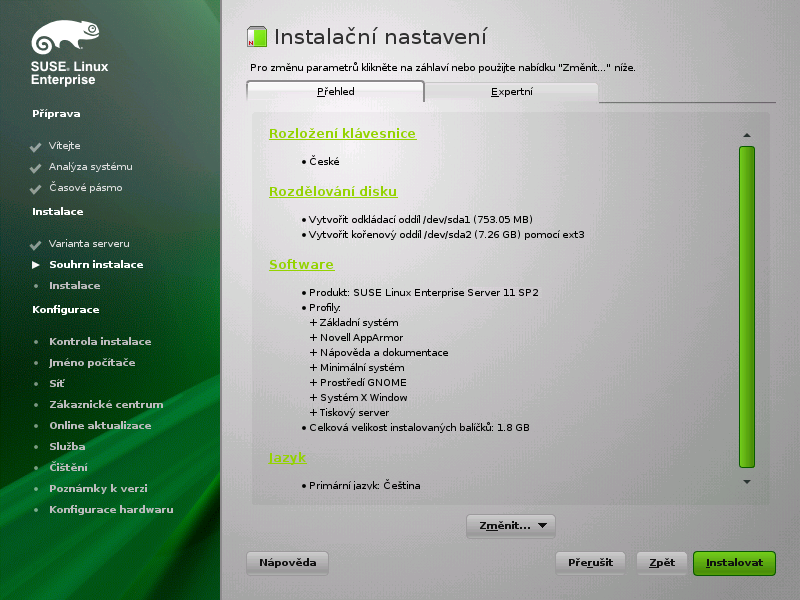 SUSE Linux
Enterprise
Příprava
Vítejte
Analýza systému
Časové pásmo
Instalace
Varianta serveru
Souhrn instalace
Instalace
Konfigurace
Kontrola instalace
Jméno počítače
Síť
Zákaznické centrum
Online aktualizace
Služba
Čištění
Poznámky k verzi
Konfigurace hardwaru
Instalační nastavení
Pro změnu parametrů klikněte na záhlaví nebo použijte nabídku "Změnit..." níže.
Přehled
Expertní
Rozložení klávesnice
• České
Rozdělování disku
• Vytvořit odkládací oddíl /dev/sda1 (753.05 MB)
• Vytvořit kořenový oddíl /dev/sda2 (7.26 GB) pomocí ext3
Software
• Produkt: SUSE Linux Enterprise Server 11 SP2
• Profily:
+ Základní systém
+ Novell AppArmor
+ Nápověda a dokumentace
+ Minimální systém
+ Prostředí GNOME
+ Systém X Window
+ Tiskový server
• Celková velikost instalovaných balíčků: 1.8 GB
Jazyk
• Primární jazyk: Čeština
Změnit...
Nápověda
Přerušit
Zpět
Instalovat